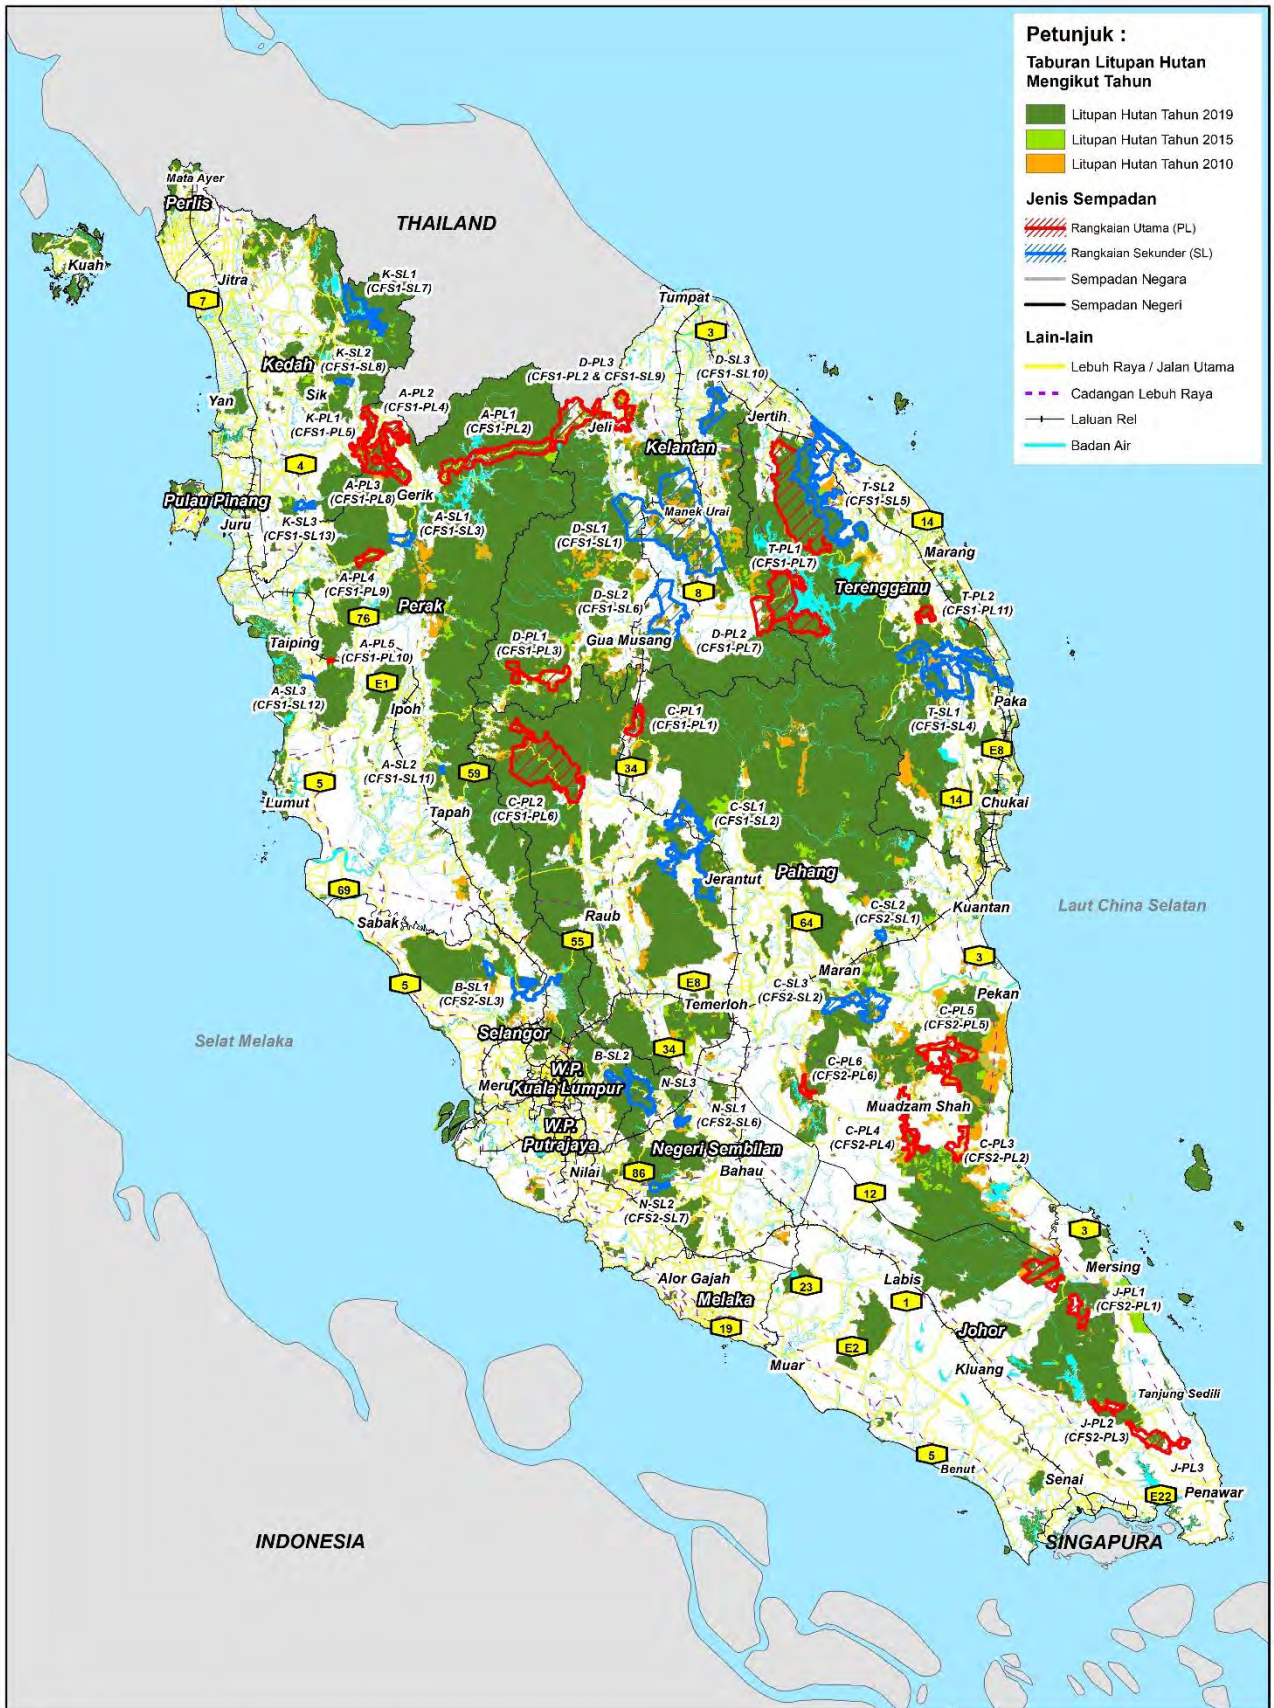 Petunjuk :
Taburan Litupan Hutan
Mengikut Tahun
Litupan Hutan Tahun 2019
Litupan Hutan Tahun 2015
Litupan Hutan Tahun 2010
Jenis Sempadan
Rangkaian Utama (PL)
Rangkaian Sekunder (SL)
Sempadan Negara
Sempadan Negeri
Lain-lain
Lebuh Raya / Jalan Utama
Cadangan Lebuh Raya
Laluan Rel
Badan Air
Mata Ayer
Perlis
THAILAND
Kuah
Jitra
7
K-SL1
(CFS1-SL7)
Tumpat
3
K-SL2
(CFS1-SL8)
Kedah
D-PL3
(CFS1-PL2 & CFS1-SL9)
D-SL3
(CFS1-SL10)
Sik
Yan
A-PL2
(CFS1-PL4)
K-PL1
(CFS1-PL5)
A-PL1
(CFS1-PL2)
Jeli
Jertih
Kelantan
4
A-PL3
(CFS1-PL8)
Gerik
Pulau Pinang
Juru
K-SL3
(CFS1-SL13)
A-SL1
(CFS1-SL3)
D-SL1
(CFS1-SL1)
Manek Urai
T-SL2
(CFS1-SL5)
14
Marang
T-PL1
(CFS1-PL7)
Terengganu
A-PL4
(CFS1-PL9)
Perak
76
8
D-SL2
(CFS1-SL6)
T-PL2
(CFS1-PL11)
Taiping
A-PL5
(CFS1-PL10)
D-PL1
(CFS1-PL3)
Gua Musang
D-PL2
(CFS1-PL7)
E1
A-SL3
(CFS1-SL12)
Ipoh
C-PL1
(CFS1-PL1)
T-SL1
(CFS1-SL4)
Paka
E8
A-SL2
(CFS1-SL11)
59
34
5
Lumut
Tapah
C-PL2
(CFS1-PL6)
C-SL1
(CFS1-SL2)
14
Chukai
69
Jerantut
Pahang
Sabak
Raub
55
64
C-SL2
(CFS2-SL1)
Kuantan
Laut China Selatan
3
5
B-SL1
(CFS2-SL3)
E8
Maran
C-SL3
(CFS2-SL2)
Temerloh
Pekan
C-PL5
(CFS2-PL5)
Selangor
Selat Melaka
34
B-SL2
C-PL6
(CFS2-PL6)
W.P.
Kuala Lumpur
Meru
N-SL3
Muadzam Shah
N-SL1
(CFS2-SL6)
W.P.
Putrajaya
C-PL4
(CFS2-PL4)
C-PL3
(CFS2-PL2)
Negeri Sembilan
Nilai
86
Bahau
12
N-SL2
(CFS2-SL7)
3
Mersing
Alor Gajah
Melaka
23
Labis
1
J-PL1
(CFS2-PL1)
19
Johor
E2
Muar
Kluang
Tanjung Sedili
J-PL2
(CFS2-PL3)
5
Benut
J-PL3
Senai
E22
Penawar
INDONESIA
SINGAPURA